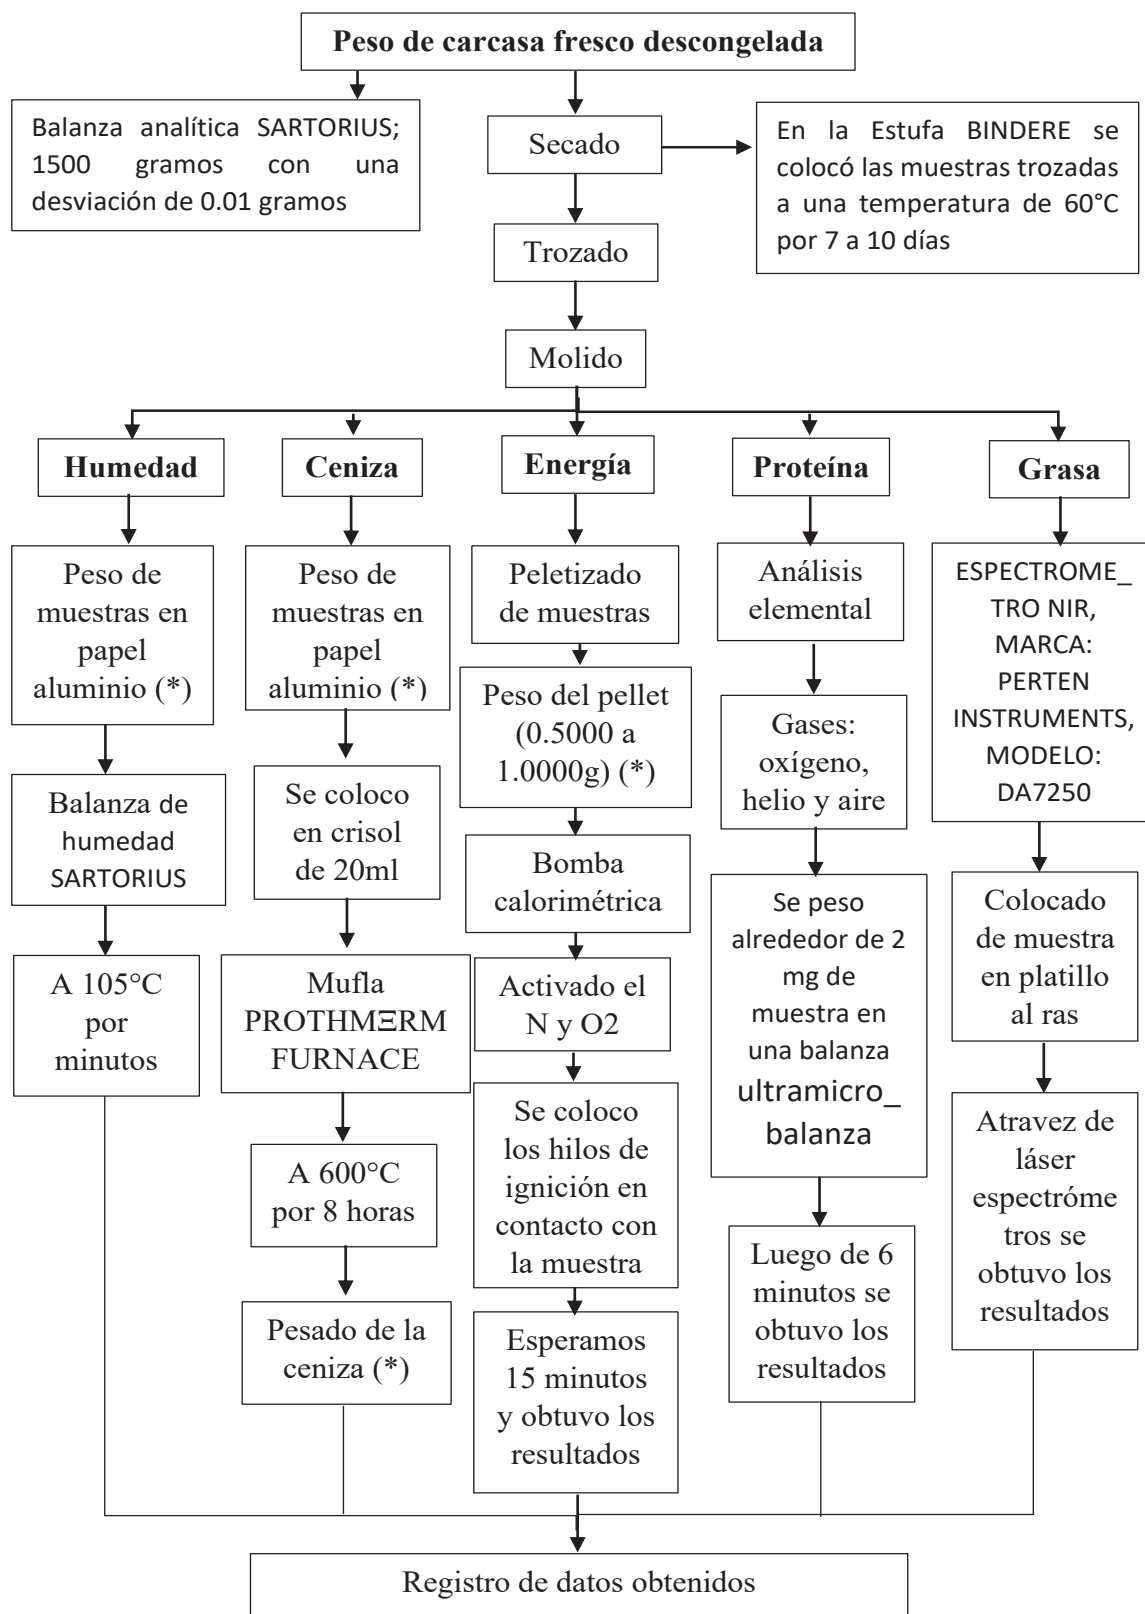 Peso de carcasa fresco descongelada
Balanza analítica SARTORIUS;
1500 gramos con una
desviación de 0.01 gramos
Secado
En la Estufa BINDERE se
colocó las muestras trozadas
a una temperatura de 60°C
por 7 a 10 días
Trozado
Molido
Humedad
Ceniza
Energía
Proteína
Grasa
Peso de
muestras en
papel
aluminio (*)
Balanza de
humedad
SARTORIUS
A 105°C
por
minutos
Peso de
muestras en
papel
aluminio (*)
Se coloco
en crisol
de 20ml
Mufla
PROTHMΞRM
FURNACE
A 600°C
por 8 horas
Pesado de la
ceniza (*)
Peletizado
de muestras
Peso del pellet
(0.5000 a
1.0000g) (*)
Bomba
calorimétrica
Activado el
N y O2
Se coloco
los hilos de
ignición en
contacto con
la muestra
Esperamos
15 minutos
y obtuvo los
resultados
Análisis
elemental
Gases:
oxígeno,
helio y aire
Se peso
alrededor de 2
mg de
muestra en
una balanza
ultramicro_
balanza
Luego de 6
minutos se
obtuvo los
resultados
ESPECTROME_
TRO NIR,
MARCA:
PERTEN
INSTRUMENTS,
MODELO:
DA7250
Colocado
de muestra
en platillo
al ras
Atravez de
láser
espectróme
tros se
obtuvo los
resultados
Registro de datos obtenidos